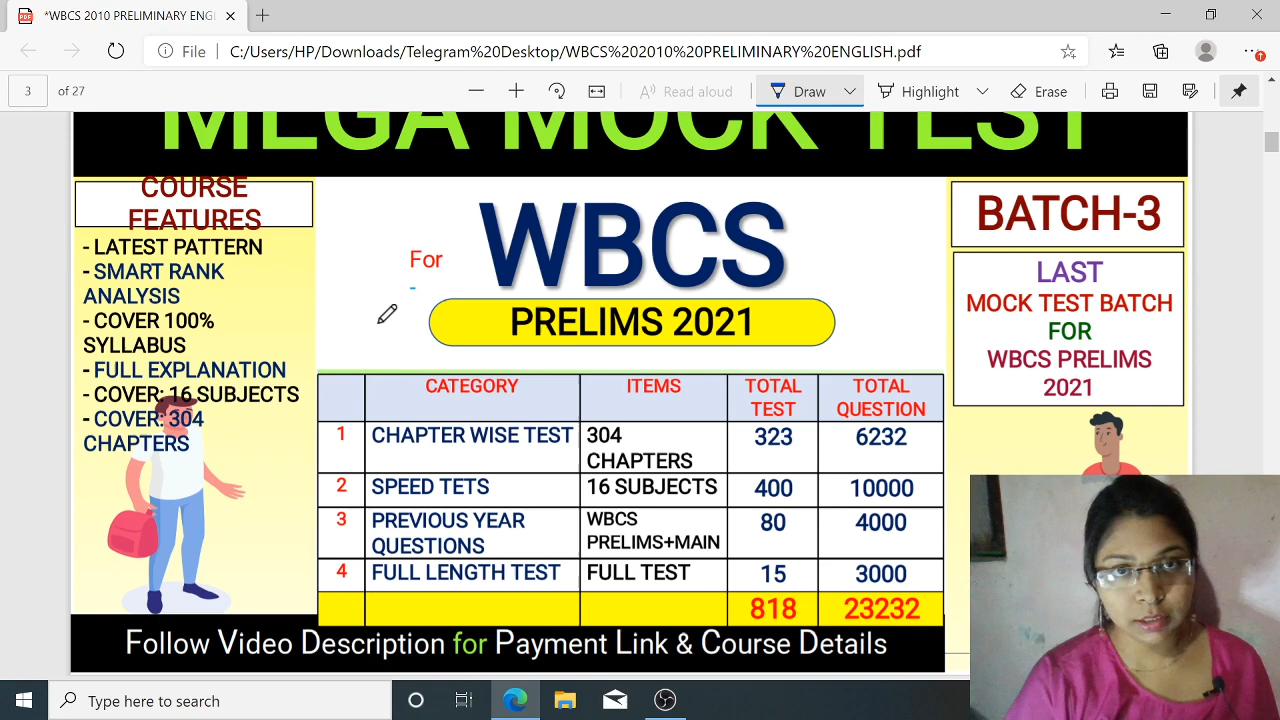 *WBCS 2010 PRELIMINARY ENGL
File C:/Users/HP/Downloads/Telegram%20Desktop/WBCS%202010%20PRELIMINARY%20ENGLISH.pdf
3 of 27 Read aloud Draw Highlight Erase
MEGA MOCK TEST
COURSE
FEATURES
- LATEST PATTERN
- SMART RANK
ANALYSIS
- COVER 100%
SYLLABUS
- FULL EXPLANATION
- COVER: 16 SUBJECTS
- COVER: 304
CHAPTERS
For WBCS
PRELIMS 2021
BATCH-3
LAST
MOCK TEST BATCH
FOR
WBCS PRELIMS
2021
CATEGORY ITEMS TOTAL TEST TOTAL QUESTION
1 CHAPTER WISE TEST 304 CHAPTERS 323 6232
2 SPEED TETS 16 SUBJECTS 400 10000
3 PREVIOUS YEAR QUESTIONS WBCS PRELIMS+MAIN 80 4000
4 FULL LENGTH TEST FULL TEST 15 3000
818 23232
Follow Video Description for Payment Link & Course Details
Type here to search